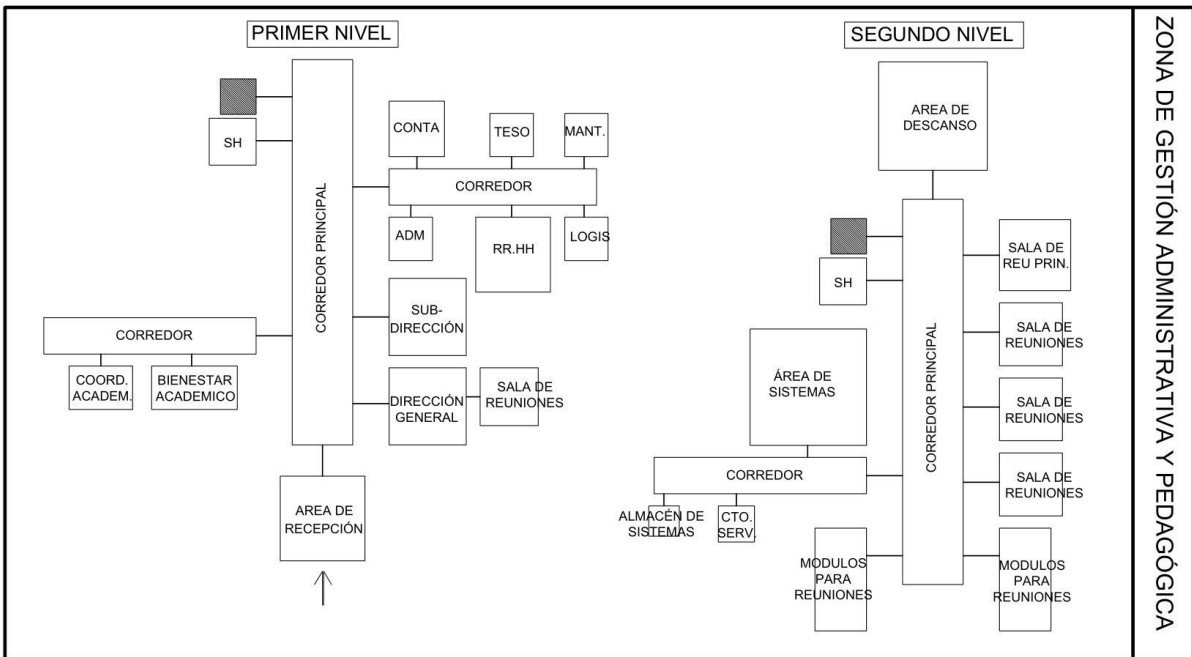 PRIMER NIVEL
SH
CORREDOR PRINCIPAL
CONTA
TESO
MANT.
CORREDOR
ADM
RR.HH
LOGIS
SUB-
DIRECCIÓN
CORREDOR
COORD.
ACADEM.
BIENESTAR
ACADEMICO
DIRECCIÓN
GENERAL
SALA DE
REUNIONES
AREA DE
RECEPCIÓN
SEGUNDO NIVEL
AREA DE
DESCANSO
SH
CORREDOR PRINCIPAL
SALA DE
REU PRIN.
SALA DE
REUNIONES
SALA DE
REUNIONES
SALA DE
REUNIONES
ÁREA DE
SISTEMAS
CORREDOR
ALMACÉN DE
SISTEMAS
CTO.
SERV.
MODULOS
PARA
REUNIONES
MODULOS
PARA
REUNIONES
ZONA DE GESTIÓN ADMINISTRATIVA Y PEDAGÓGICA